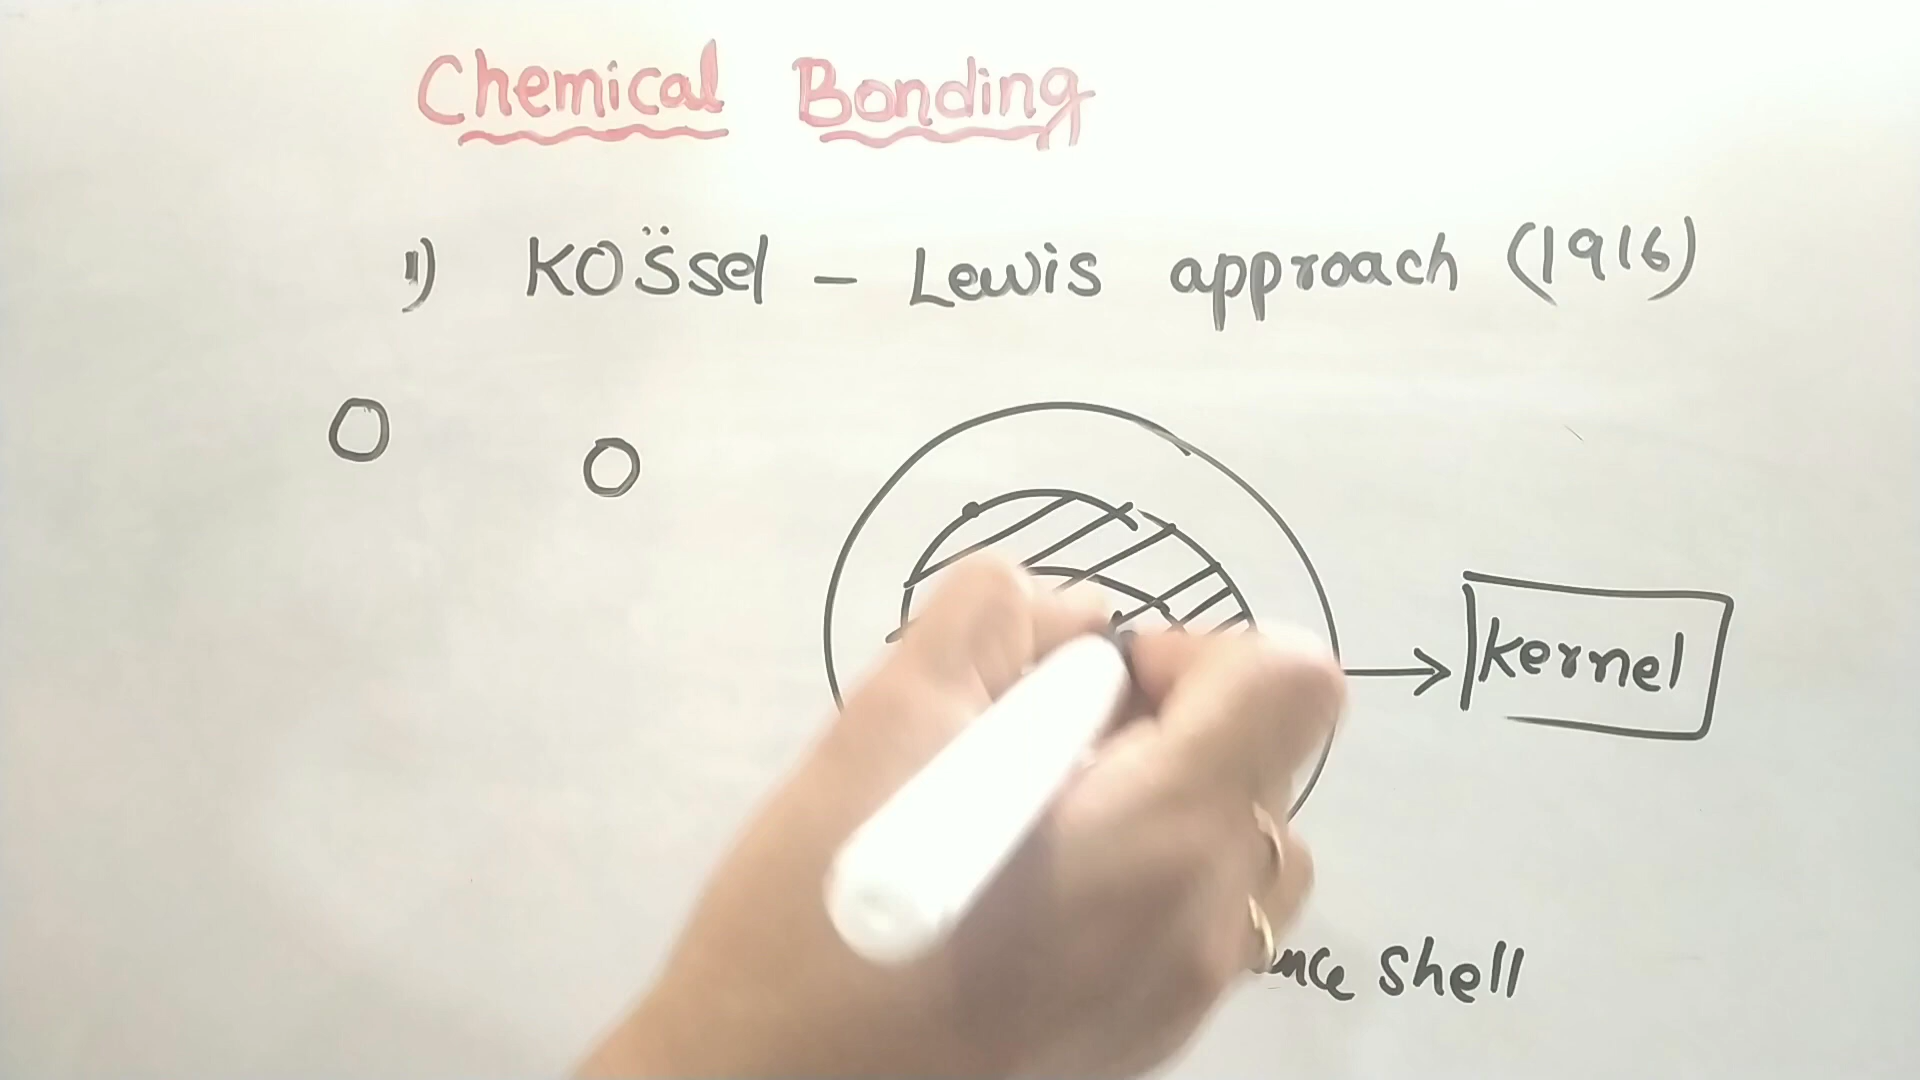 Chemical Bonding
1) KOSsel - Lewis approach (1916)
kernel
shell